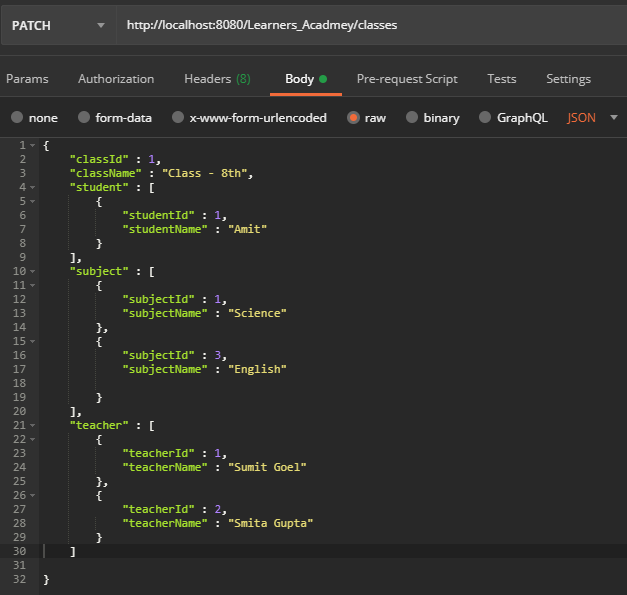 PATCH http://localhost:8080/Learners_Acadmey/classes
Params Authorization Headers (8) Body Pre-request Script Tests Settings
none form-data x-www-form-urlencoded raw binary GraphQL JSON
1 {
2 "classId" : 1,
3 "className" : "Class - 8th",
4 "student" : [
5 {
6 "studentId" : 1,
7 "studentName" : "Amit"
8 }
9 ],
10 "subject" : [
11 {
12 "subjectId" : 1,
13 "subjectName" : "Science"
14 },
15 {
16 "subjectId" : 3,
17 "subjectName" : "English"
18
19 }
20 ],
21 "teacher" : [
22 {
23 "teacherId" : 1,
24 "teacherName" : "Sumit Goel"
25 },
26 {
27 "teacherId" : 2,
28 "teacherName" : "Smita Gupta"
29 }
30 ]
31
32 }